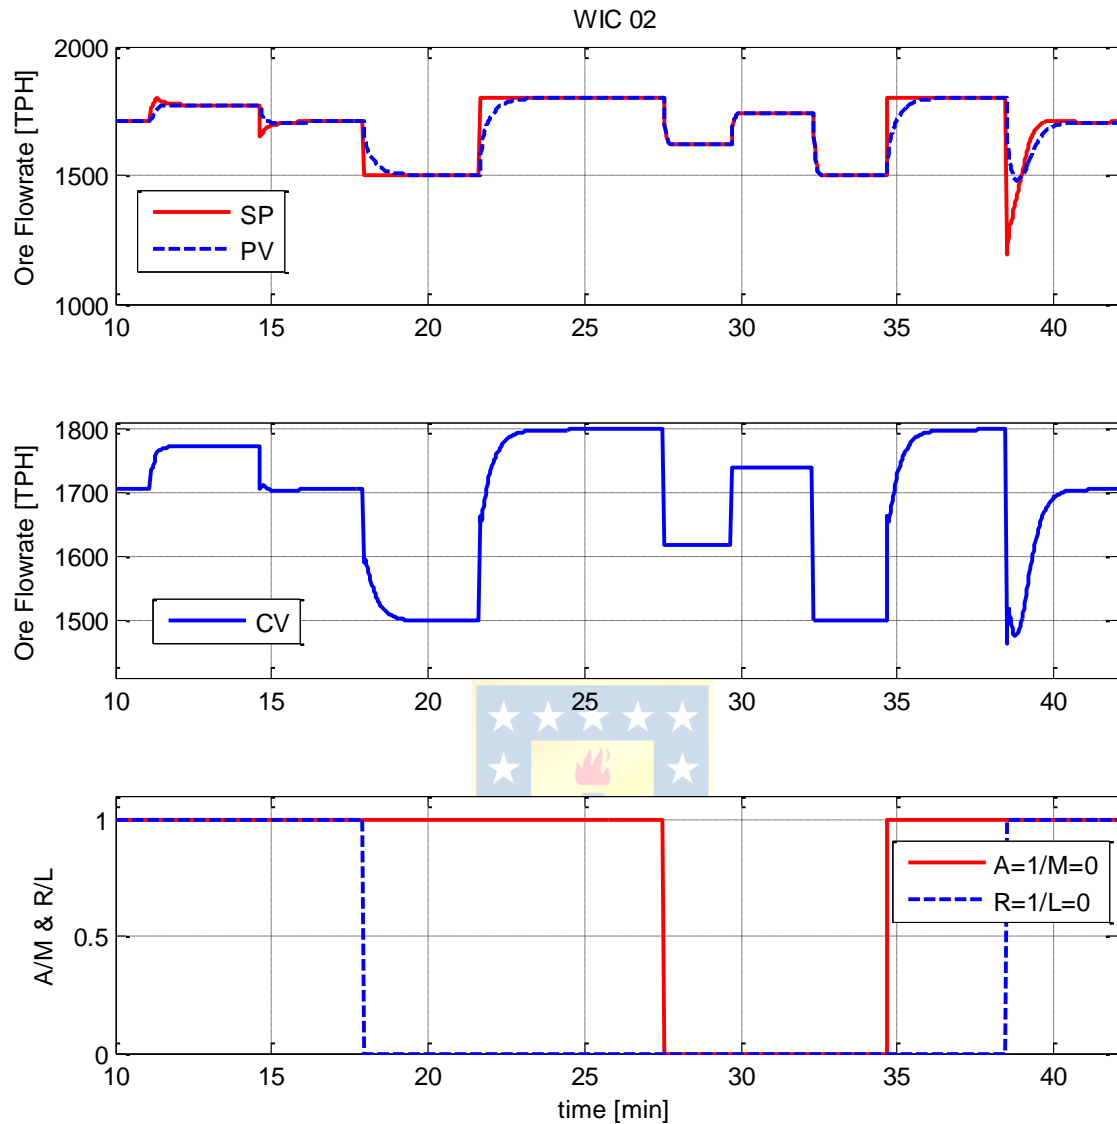 WIC 02
2000
1500
1000
Ore Flowrate [TPH]
SP
PV
10 15 20 25 30 35 40
1800
1700
1600
1500
Ore Flowrate [TPH]
CV
10 15 20 25 30 35 40
1
0.5
0
A/M & R/L
A=1/M=0
R=1/L=0
10 15 20 25 30 35 40
time [min]